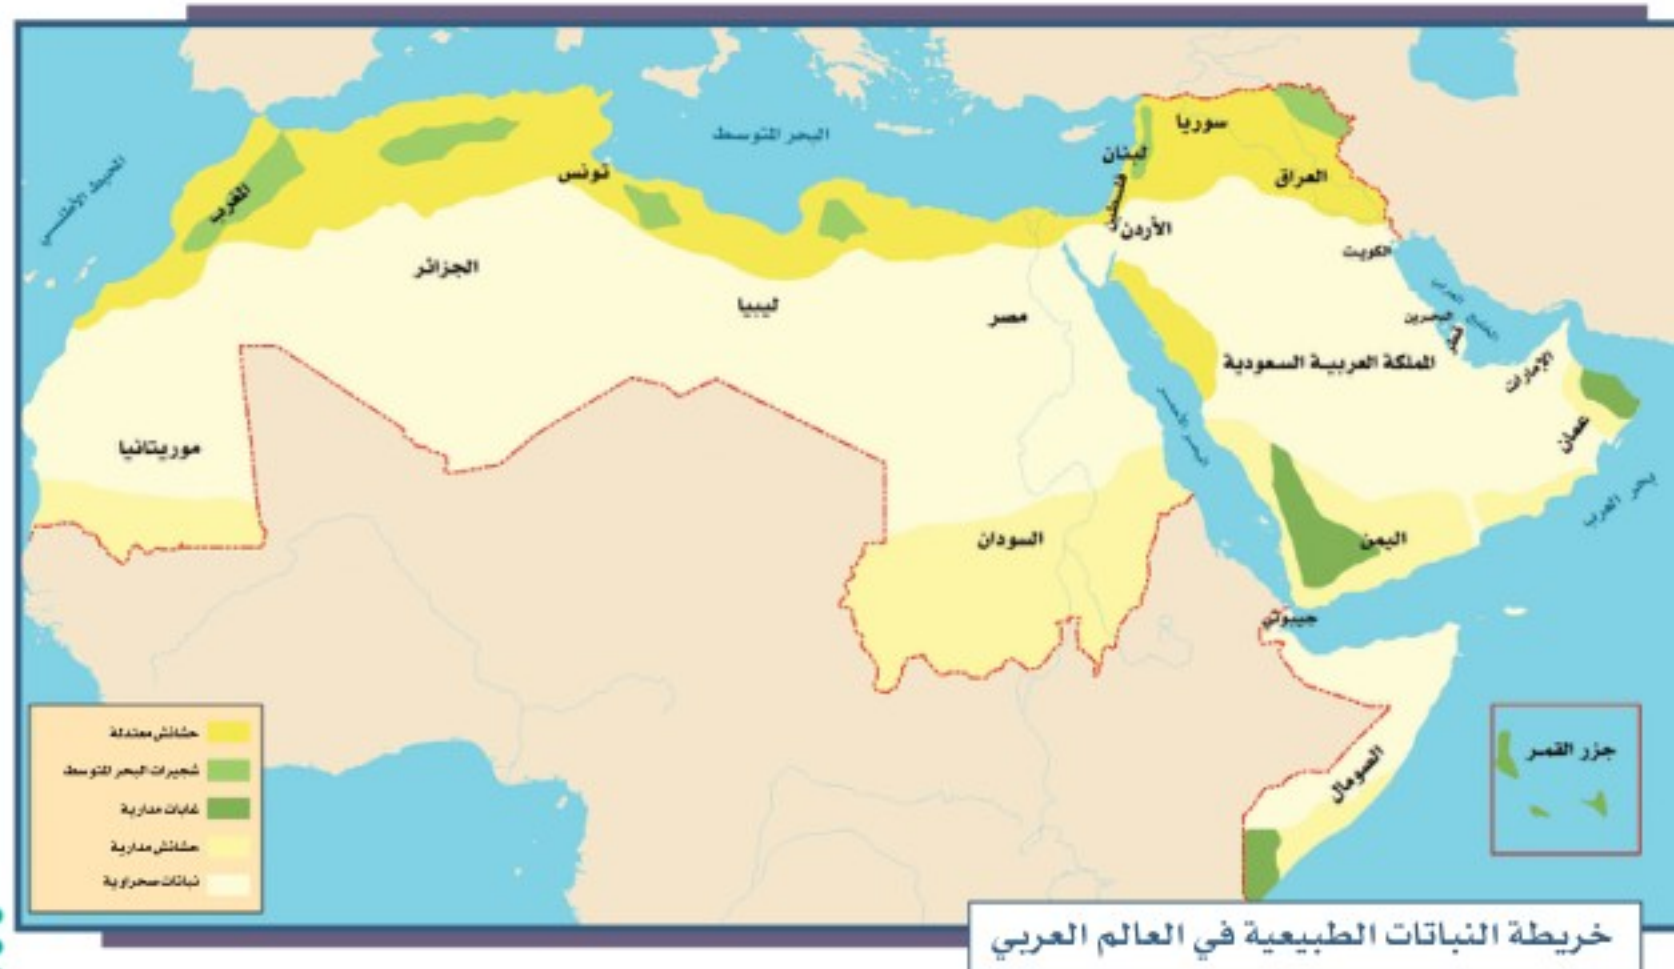 البحر المتوسط
المحيط الأطلسي
سوريا
لبنان
فلسطين
العراق
الأردن
الكويت
تونس
المغرب
الجزائر
ليبيا
مصر
الخليج العربي
البحرين
قطر
المملكة العربية السعودية
الإمارات
عمان
البحر الأحمر
بحر العرب
موريتانيا
السودان
اليمن
جيبوتي
الصومال
جزر القمر
حشائش معتدلة
شجيرات البحر المتوسط
غابات مدارية
حشائش مدارية
نباتات صحراوية
خريطة النباتات الطبيعية في العالم العربي